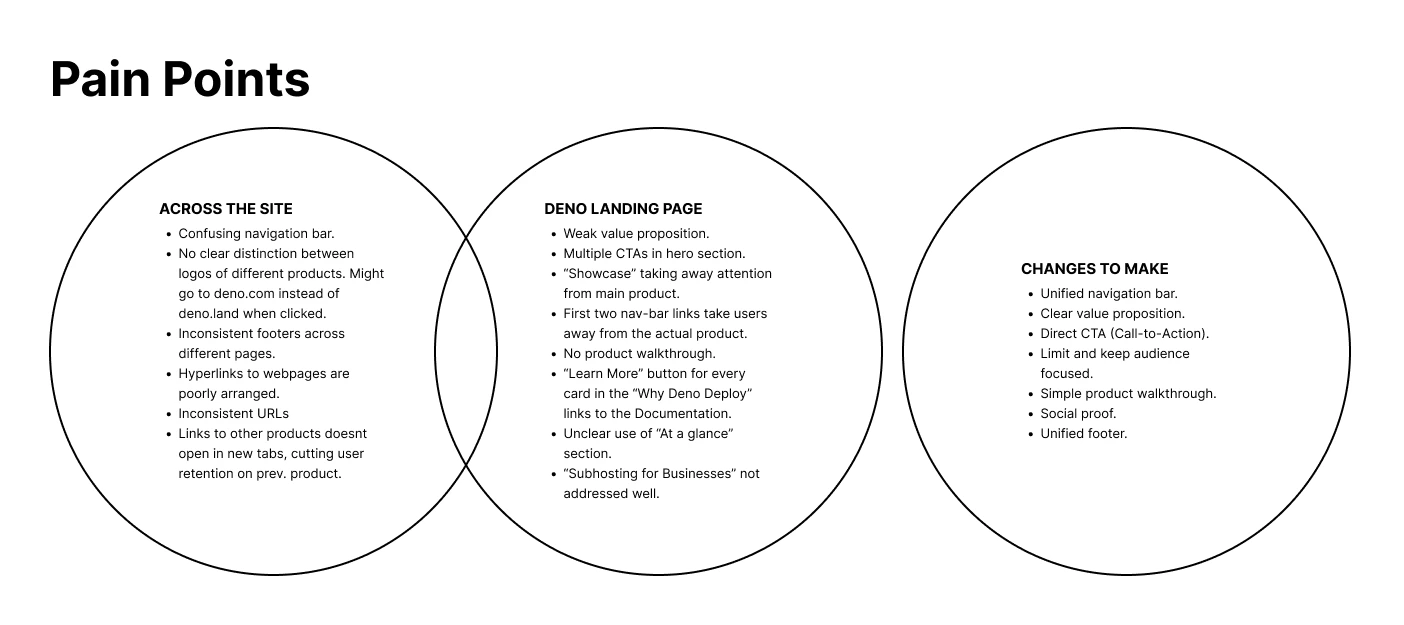 Pain Points
ACROSS THE SITE
• Confusing navigation bar.
• No clear distinction between
logos of different products. Might
go to deno.com instead of
deno.land when clicked.
• Inconsistent footers across
different pages.
• Hyperlinks to webpages are
poorly arranged.
• Inconsistent URLs
• Links to other products doesnt
open in new tabs, cutting user
retention on prev. product.
DENO LANDING PAGE
• Weak value proposition.
• Multiple CTAs in hero section.
• “Showcase” taking away attention
from main product.
• First two nav-bar links take users
away from the actual product.
• No product walkthrough.
• “Learn More” button for every
card in the “Why Deno Deploy”
links to the Documentation.
• Unclear use of “At a glance”
section.
• “Subhosting for Businesses” not
addressed well.
CHANGES TO MAKE
• Unified navigation bar.
• Clear value proposition.
• Direct CTA (Call-to-Action).
• Limit and keep audience
focused.
• Simple product walkthrough.
• Social proof.
• Unified footer.